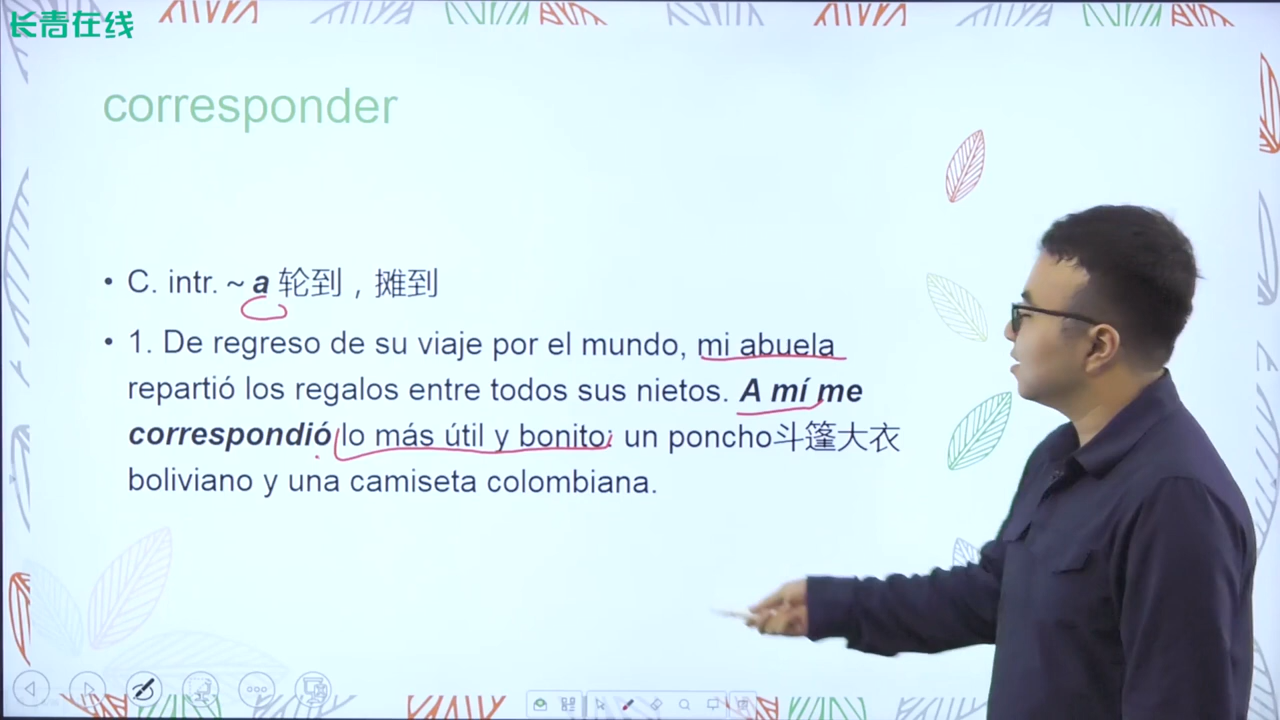 长青在线
corresponder
• C. intr. ~ a 轮到，摊到
• 1. De regreso de su viaje por el mundo, mi abuela
repartió los regalos entre todos sus nietos. A mí me
correspondió lo más útil y bonito: un poncho斗篷大衣
boliviano y una camiseta colombiana.